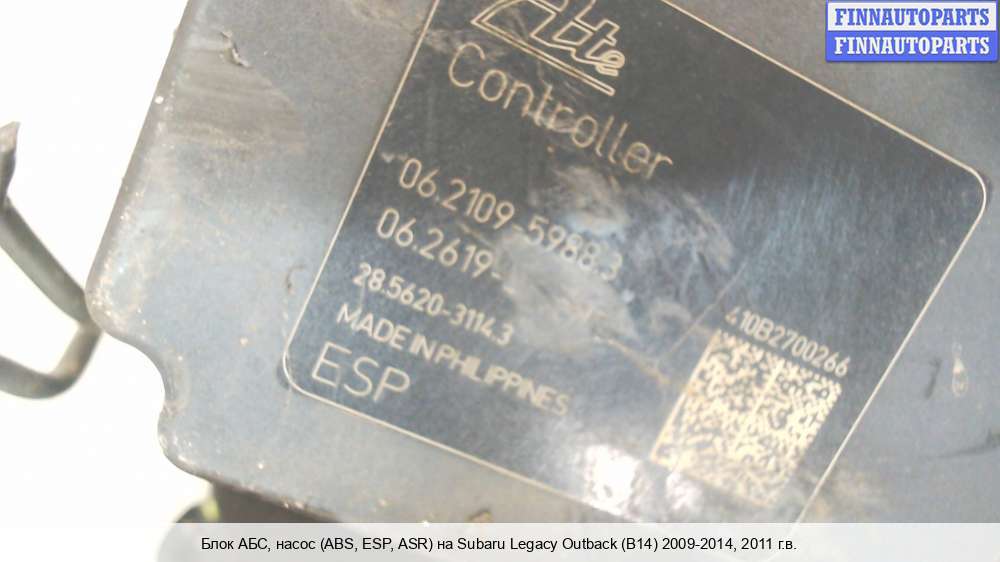 FINNAUTOPARTS
FINNAUTOPARTS
Ate
Controller
06.2109-5988.3
06.2619-
28.5620-3114.3
MADE IN PHILIPPINES
ESP
410B2700266
Блок АБС, насос (ABS, ESP, ASR) на Subaru Legacy Outback (B14) 2009-2014, 2011 г.в.